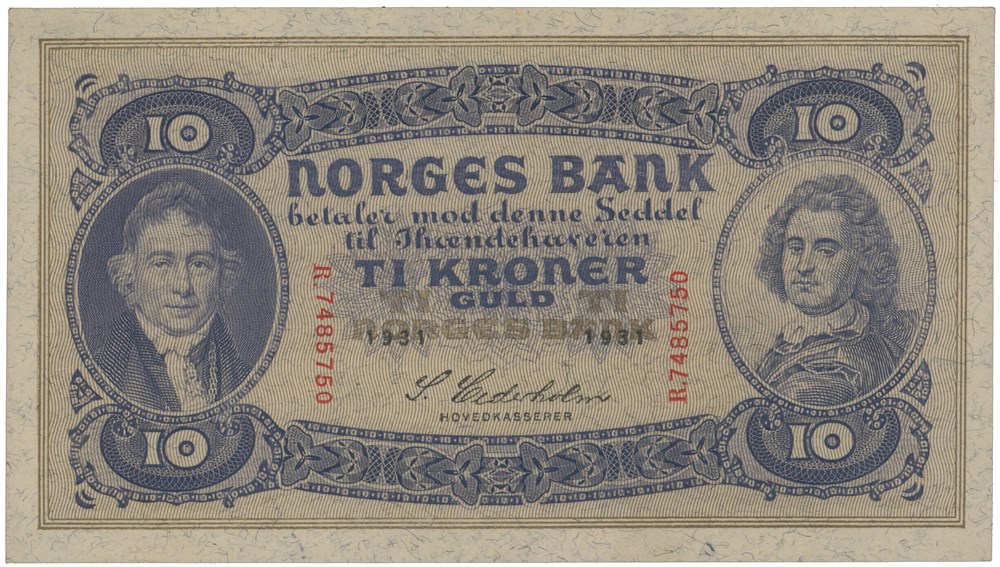 10 10
NORGES BANK
betaler mod denne Seddel
til Ihændehaveren
TI KRONER
GULD
TI TI
NORGES BANK
1931 1931
R.7485750
R.7485750
S. Cederholm
HOVEDKASSERER
10 10